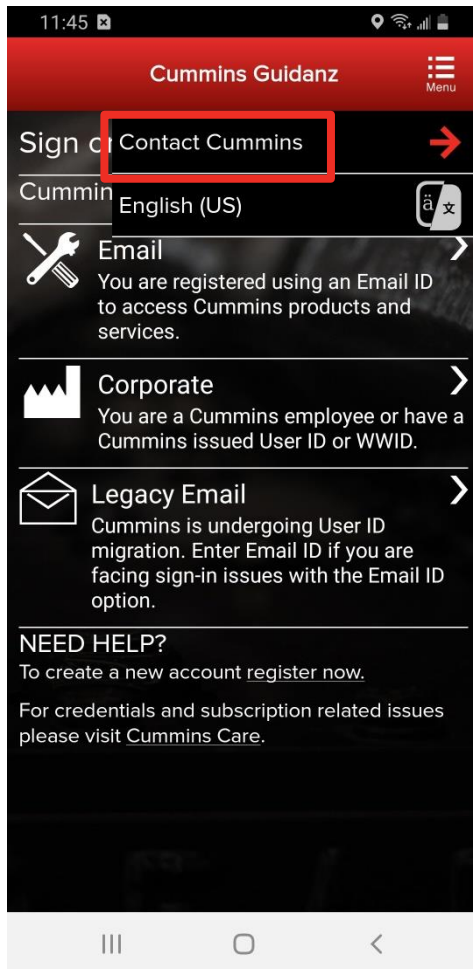 11:45
Cummins Guidanz
Menu
Sign
Contact Cummins
Cummin
English (US)
ä 文
Email
You are registered using an Email ID
to access Cummins products and
services.
Corporate
You are a Cummins employee or have a
Cummins issued User ID or WWID.
Legacy Email
Cummins is undergoing User ID
migration. Enter Email ID if you are
facing sign-in issues with the Email ID
option.
NEED HELP?
To create a new account register now.
For credentials and subscription related issues
please visit Cummins Care.